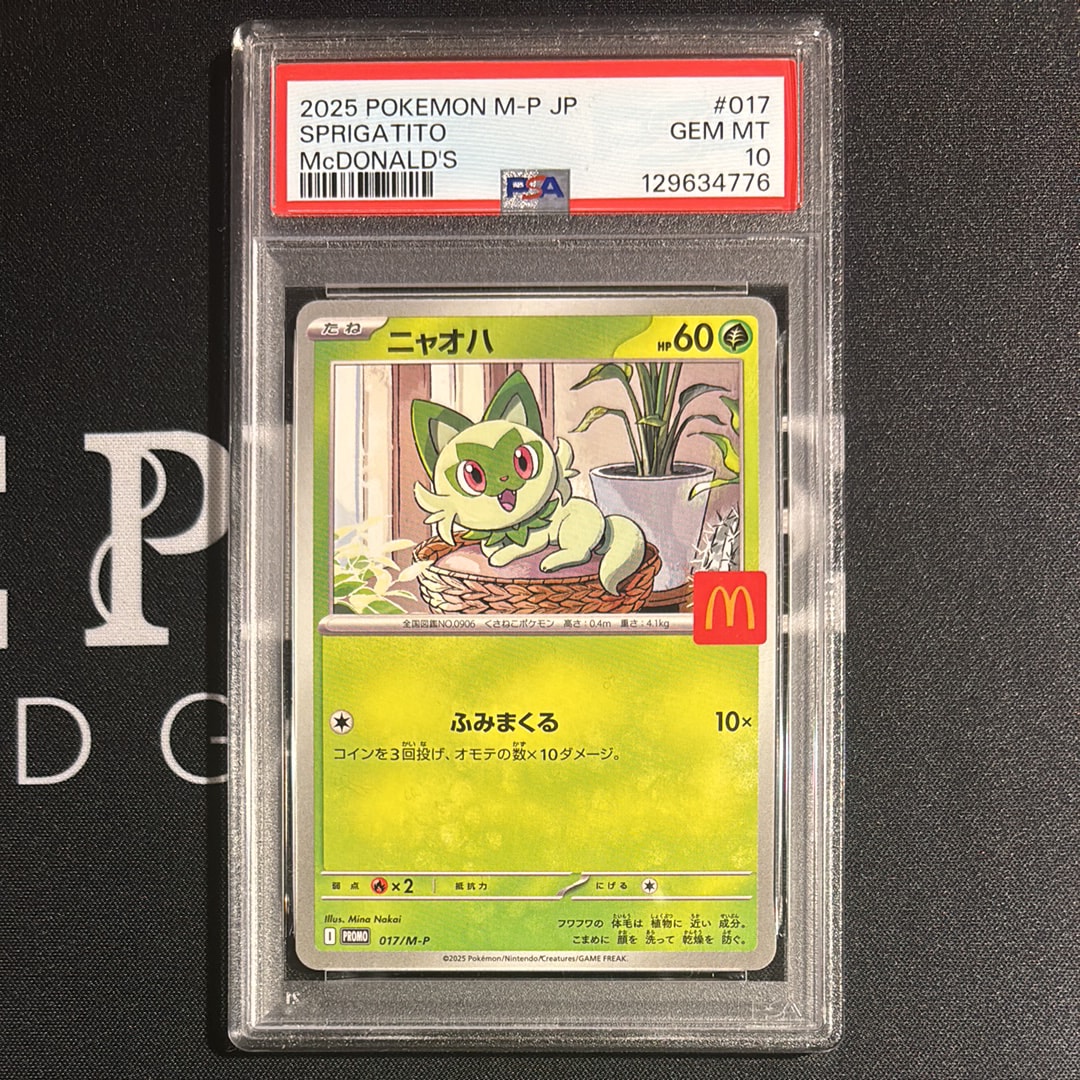 2025 POKEMON M-P JP #017
SPRIGATITO GEM MT
McDONALD'S 10
PSA 129634776
たね ニャオハ HP60
全国図鑑NO.0906 くさねこポケモン 高さ:0.4m 重さ:4.1kg
ふみまくる 10×
コインを3回投げ、オモテの数×10ダメージ。
弱点 ×2 抵抗力 にげる
Illus. Mina Nakai
フワフワの 体毛は 植物に 近い 成分。
こまめに 顔を 洗って 乾燥を 防ぐ。
I PROMO 017/M-P
©2025 Pokémon/Nintendo/Creatures/GAME FREAK.
EP
DG